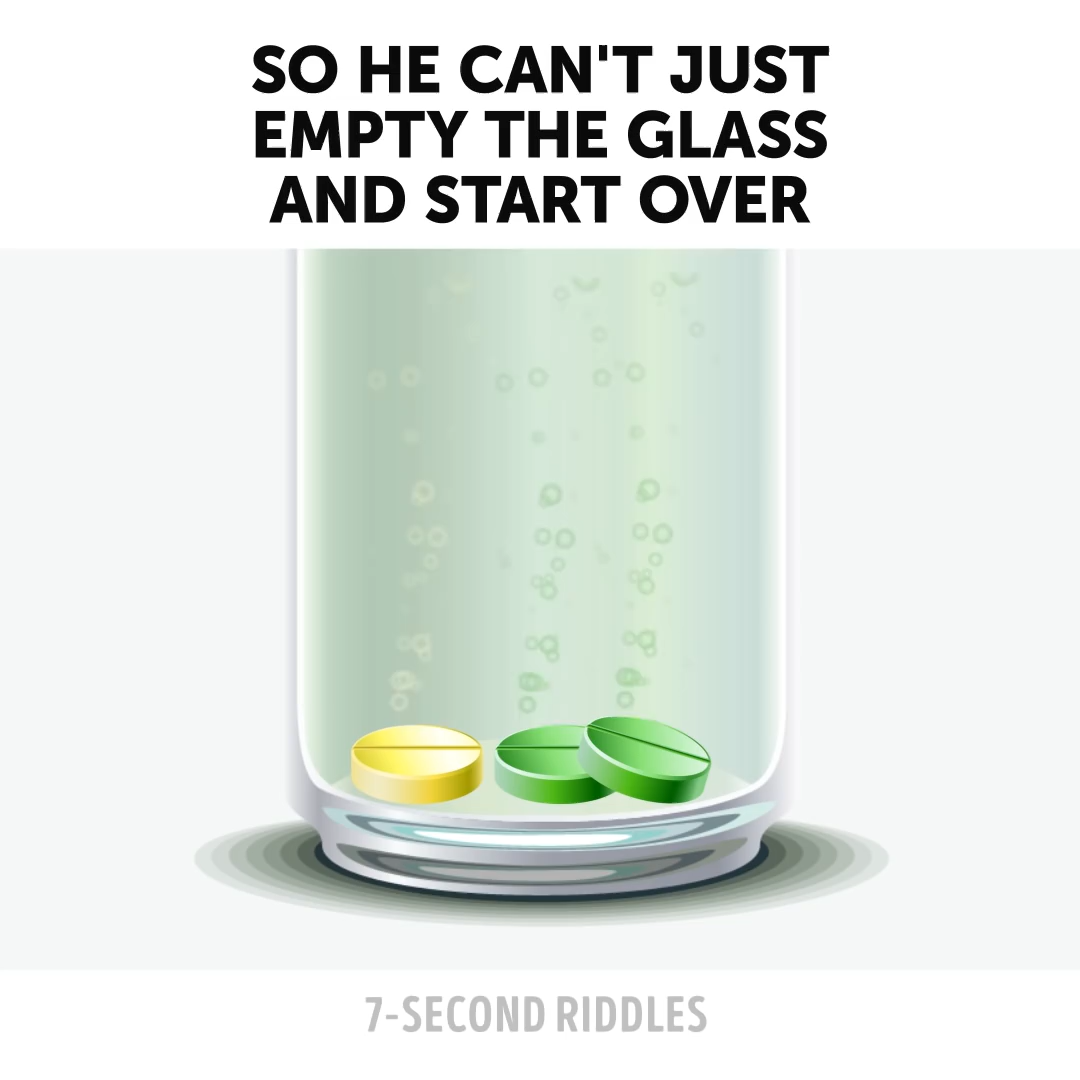 SO HE CAN'T JUST
EMPTY THE GLASS
AND START OVER
7-SECOND RIDDLES